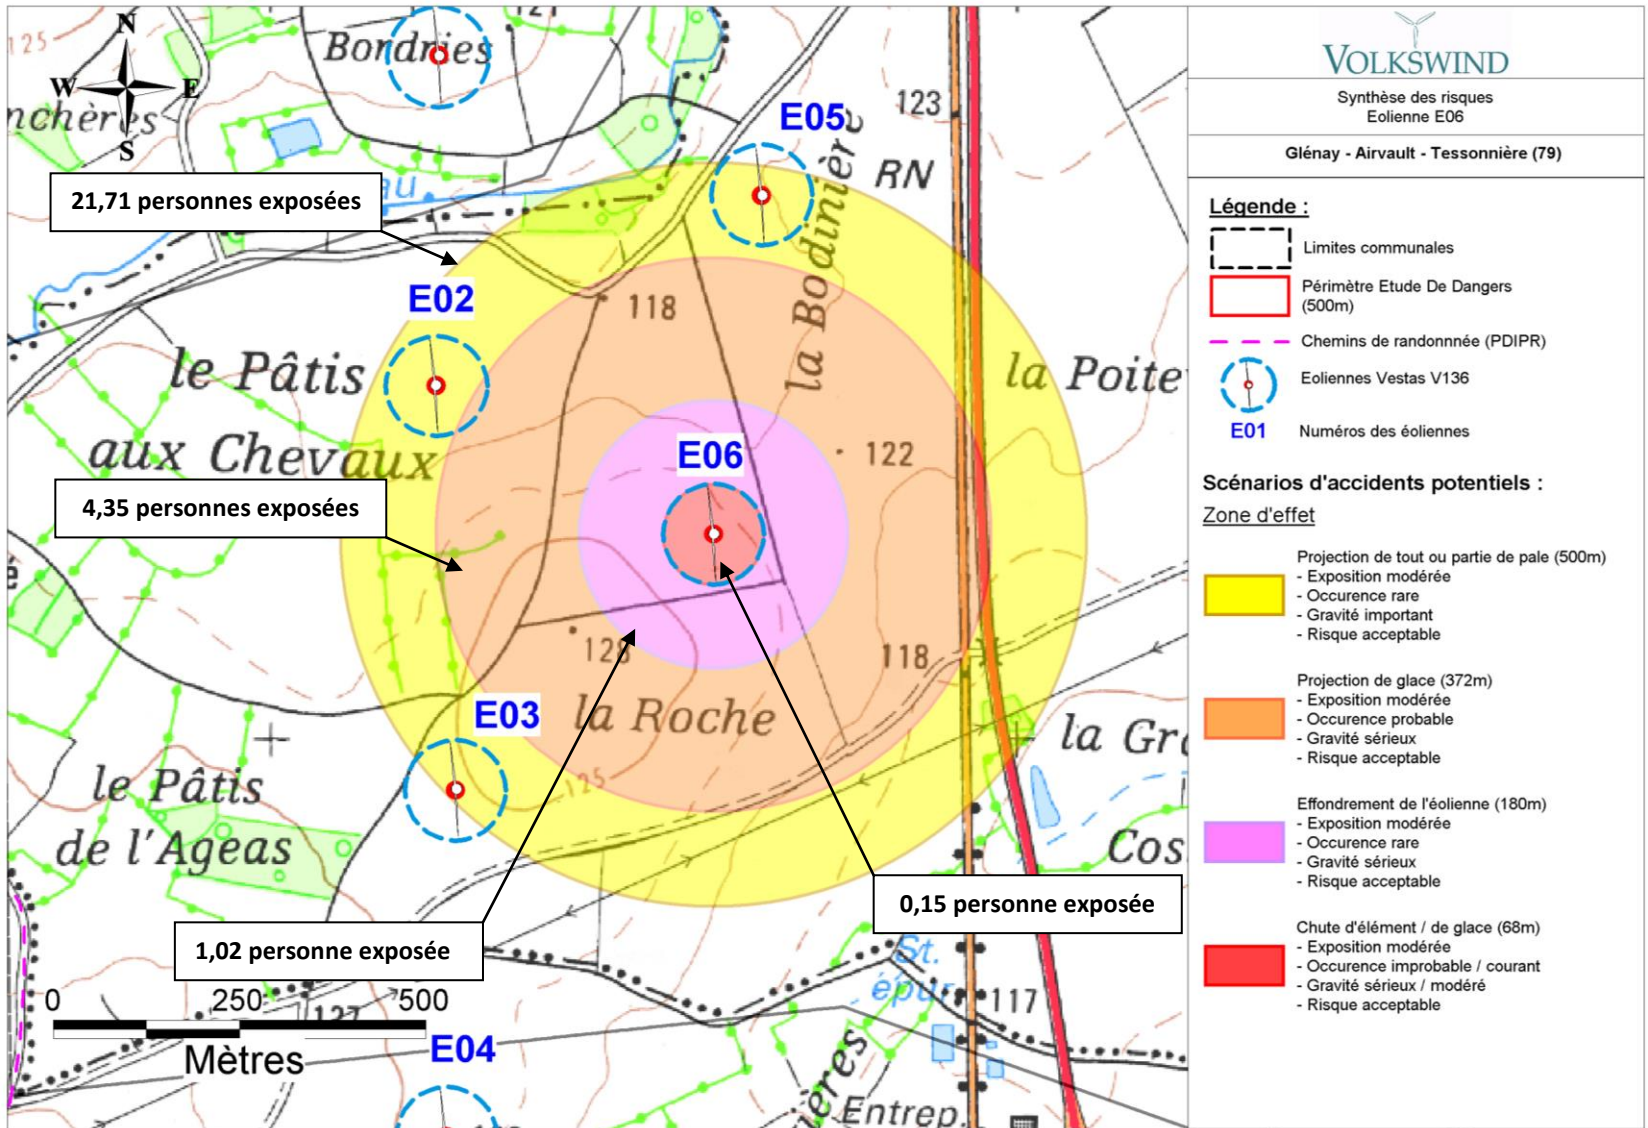 N
W E
S
125
121
Bordries
nchères
123
E05
RN
la Bodinière
21,71 personnes exposées
au.
E02
118
le Pâtis
aux Chevaux
la Poite
122
E06
4,35 personnes exposées
é
128
118
E03
la Roche
la Gr
125
le Pâtis
de l'Ageas
Cos
0,15 personne exposée
1,02 personne exposée
St.
épur.
117
0 250 500
Mètres
127
E04
ières
Entrep.
VOLKSWIND
Synthèse des risques
Eolienne E06
Glénay - Airvault - Tessonnière (79)
Légende :
Limites communales
Périmètre Etude De Dangers
(500m)
Chemins de randonnnée (PDIPR)
Eoliennes Vestas V136
E01 Numéros des éoliennes
Scénarios d'accidents potentiels :
Zone d'effet
Projection de tout ou partie de pale (500m)
- Exposition modérée
- Occurence rare
- Gravité important
- Risque acceptable
Projection de glace (372m)
- Exposition modérée
- Occurence probable
- Gravité sérieux
- Risque acceptable
Effondrement de l'éolienne (180m)
- Exposition modérée
- Occurence rare
- Gravité sérieux
- Risque acceptable
Chute d'élément / de glace (68m)
- Exposition modérée
- Occurence improbable / courant
- Gravité sérieux / modéré
- Risque acceptable